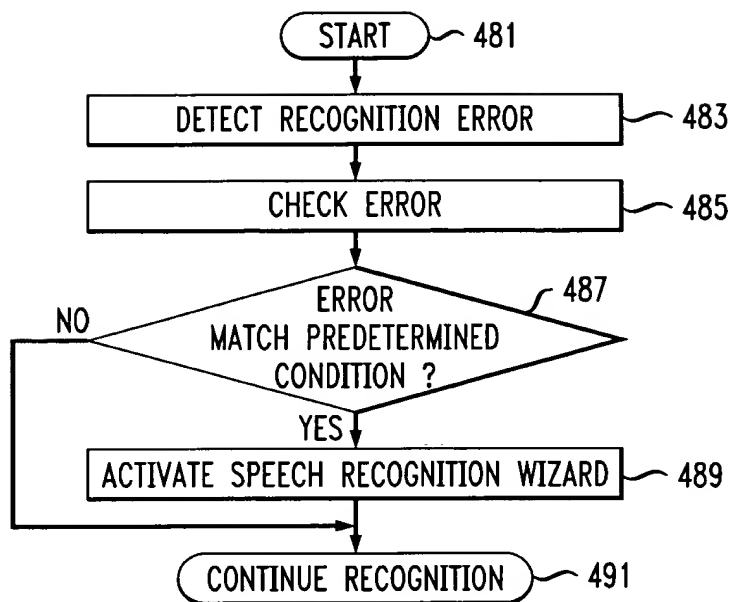 START 481
DETECT RECOGNITION ERROR 483
CHECK ERROR 485
487
ERROR
NO
MATCH PREDETERMINED
CONDITION ?
YES
ACTIVATE SPEECH RECOGNITION WIZARD 489
CONTINUE RECOGNITION 491